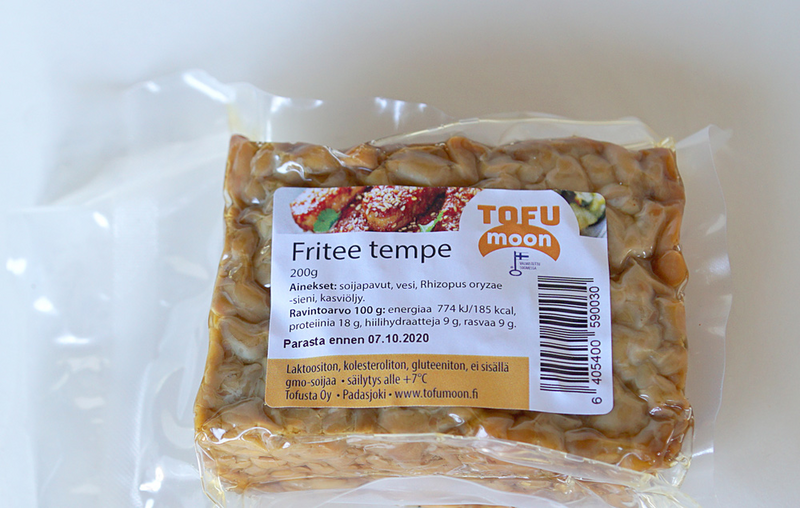 TOFU
moon
Fritee tempe
200g
Ainekset: soijapavut, vesi, Rhizopus oryzae
-sieni, kasviöljy.
Ravintoarvo 100 g: energiaa 774 kJ/185 kcal,
proteiinia 18 g, hiilihydraatteja 9 g, rasvaa 9 g.
Parasta ennen 07.10.2020
Laktoositon, kolesteroliton, gluteeniton, ei sisällä
gmo-soijaa • säilytys alle +7°C
Tofusta Oy • Padasjoki • www.tofumoon.fi
6 405400 590030